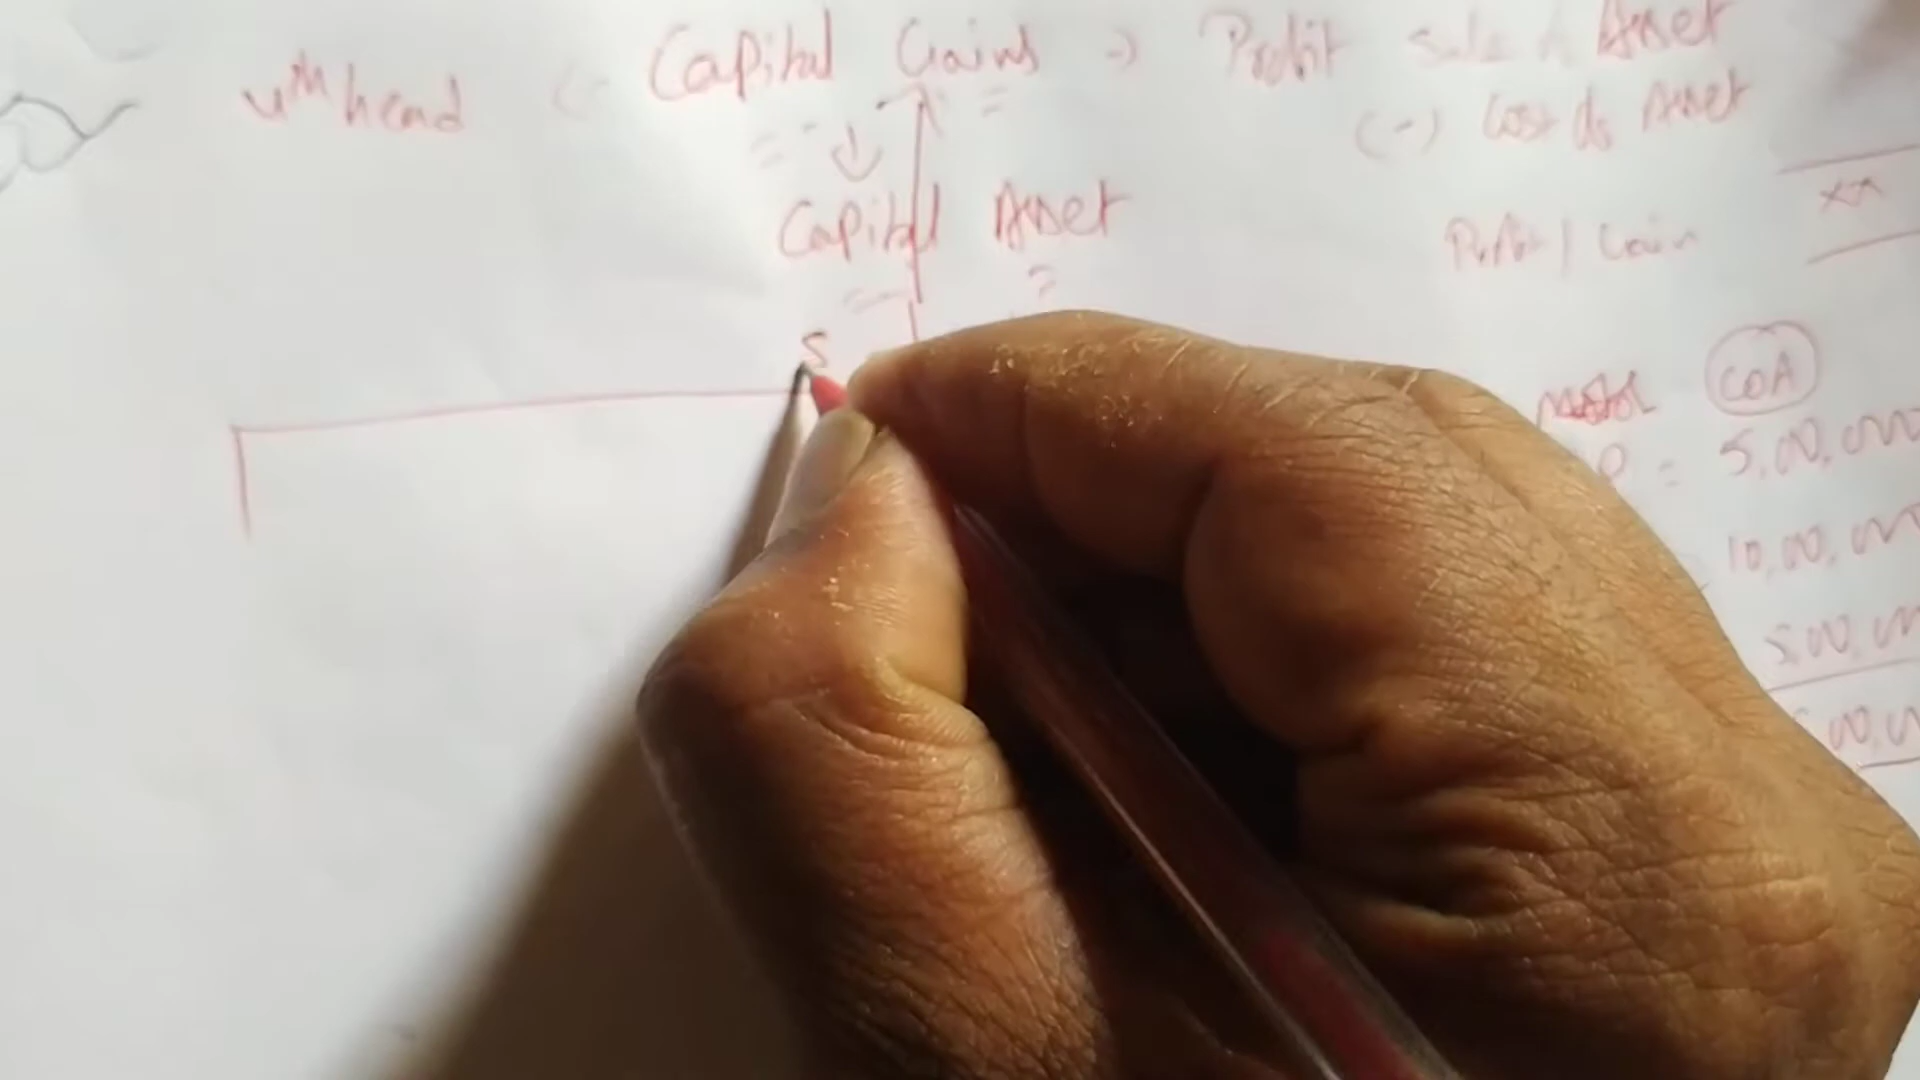 4th head ← Capital Gains → Profit Sale of Asset
(-) Cost of Asset
xx
Capital Asset
Profit / Gain
S
COA
= 5,00,000
10,00,000
5,00,000